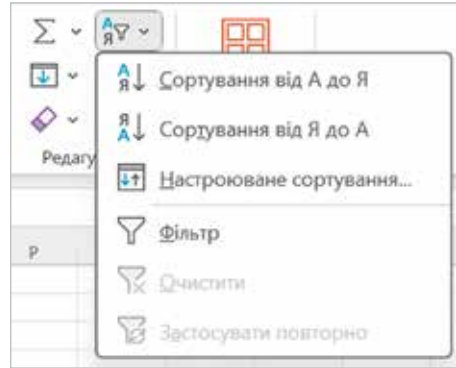 Сортування від А до Я
Сортування від Я до А
Редагу
Настроюване сортування...
Фільтр
P
Очистити
Застосувати повторно